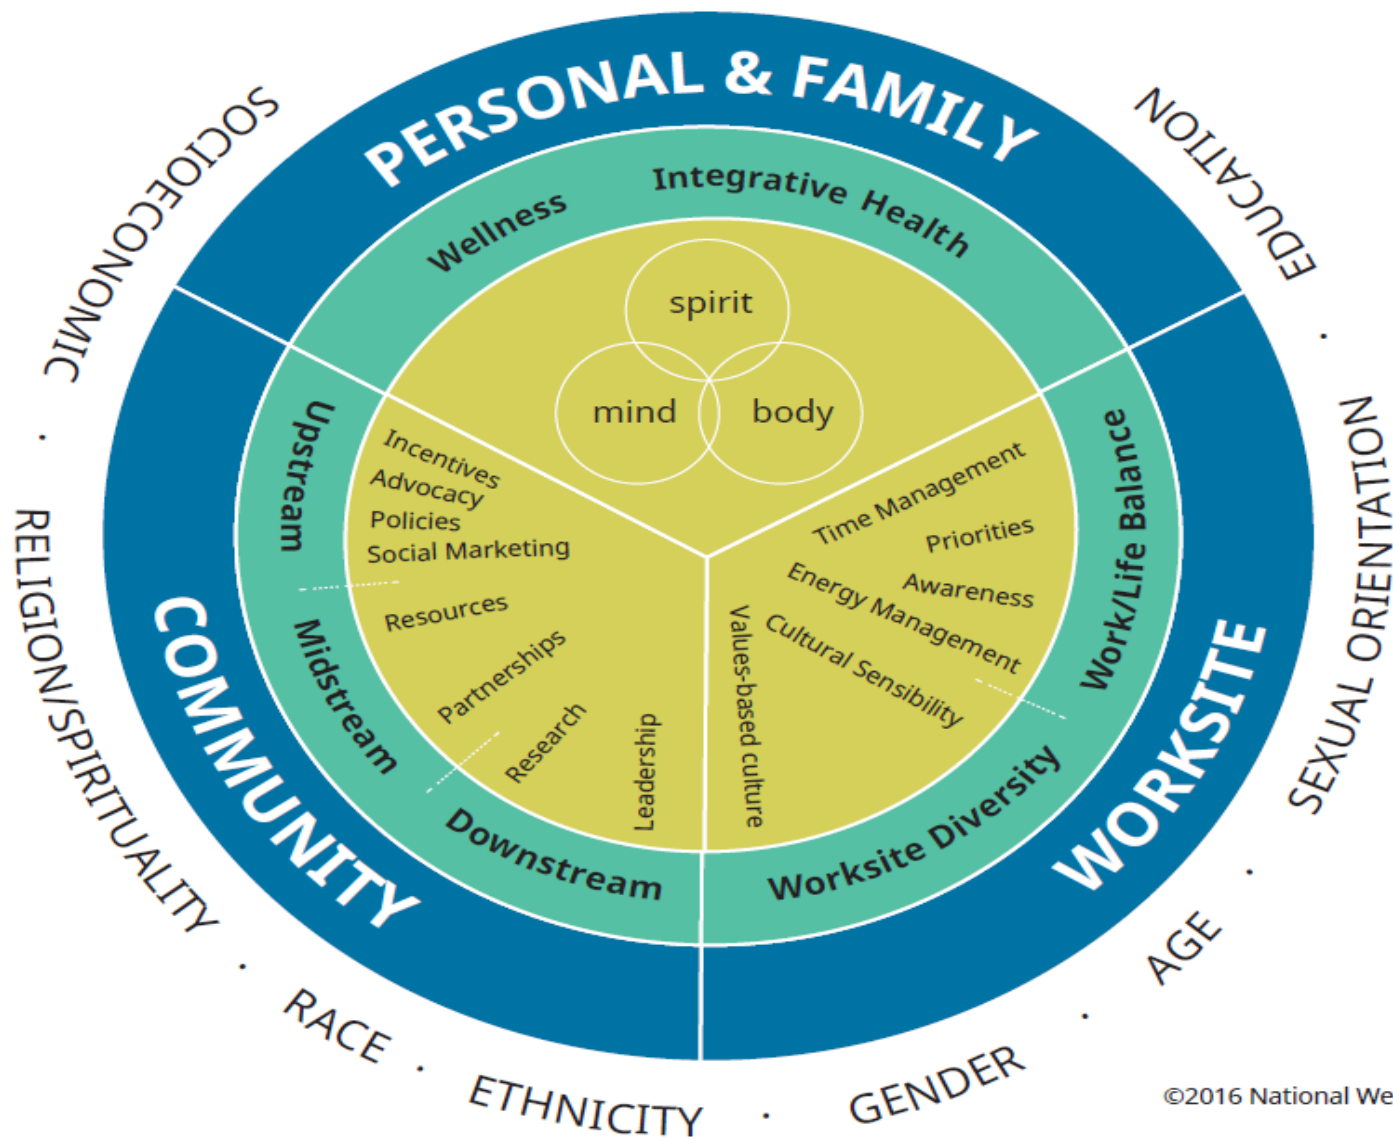 PERSONAL & FAMILY
Wellness
Integrative Health
spirit
mind
body
Upstream
Incentives
Advocacy
Policies
Social Marketing
Midstream
Resources
Partnerships
Downstream
Research
Leadership
COMMUNITY
Work/Life Balance
Time Management
Priorities
Awareness
Energy Management
Worksite Diversity
Cultural Sensibility
Values-based culture
WORKSITE
SOCIOECONOMIC ·
RELIGION/SPIRITUALITY ·
RACE ·
ETHNICITY ·
GENDER ·
AGE ·
SEXUAL ORIENTATION ·
EDUCATION
©2016 National We